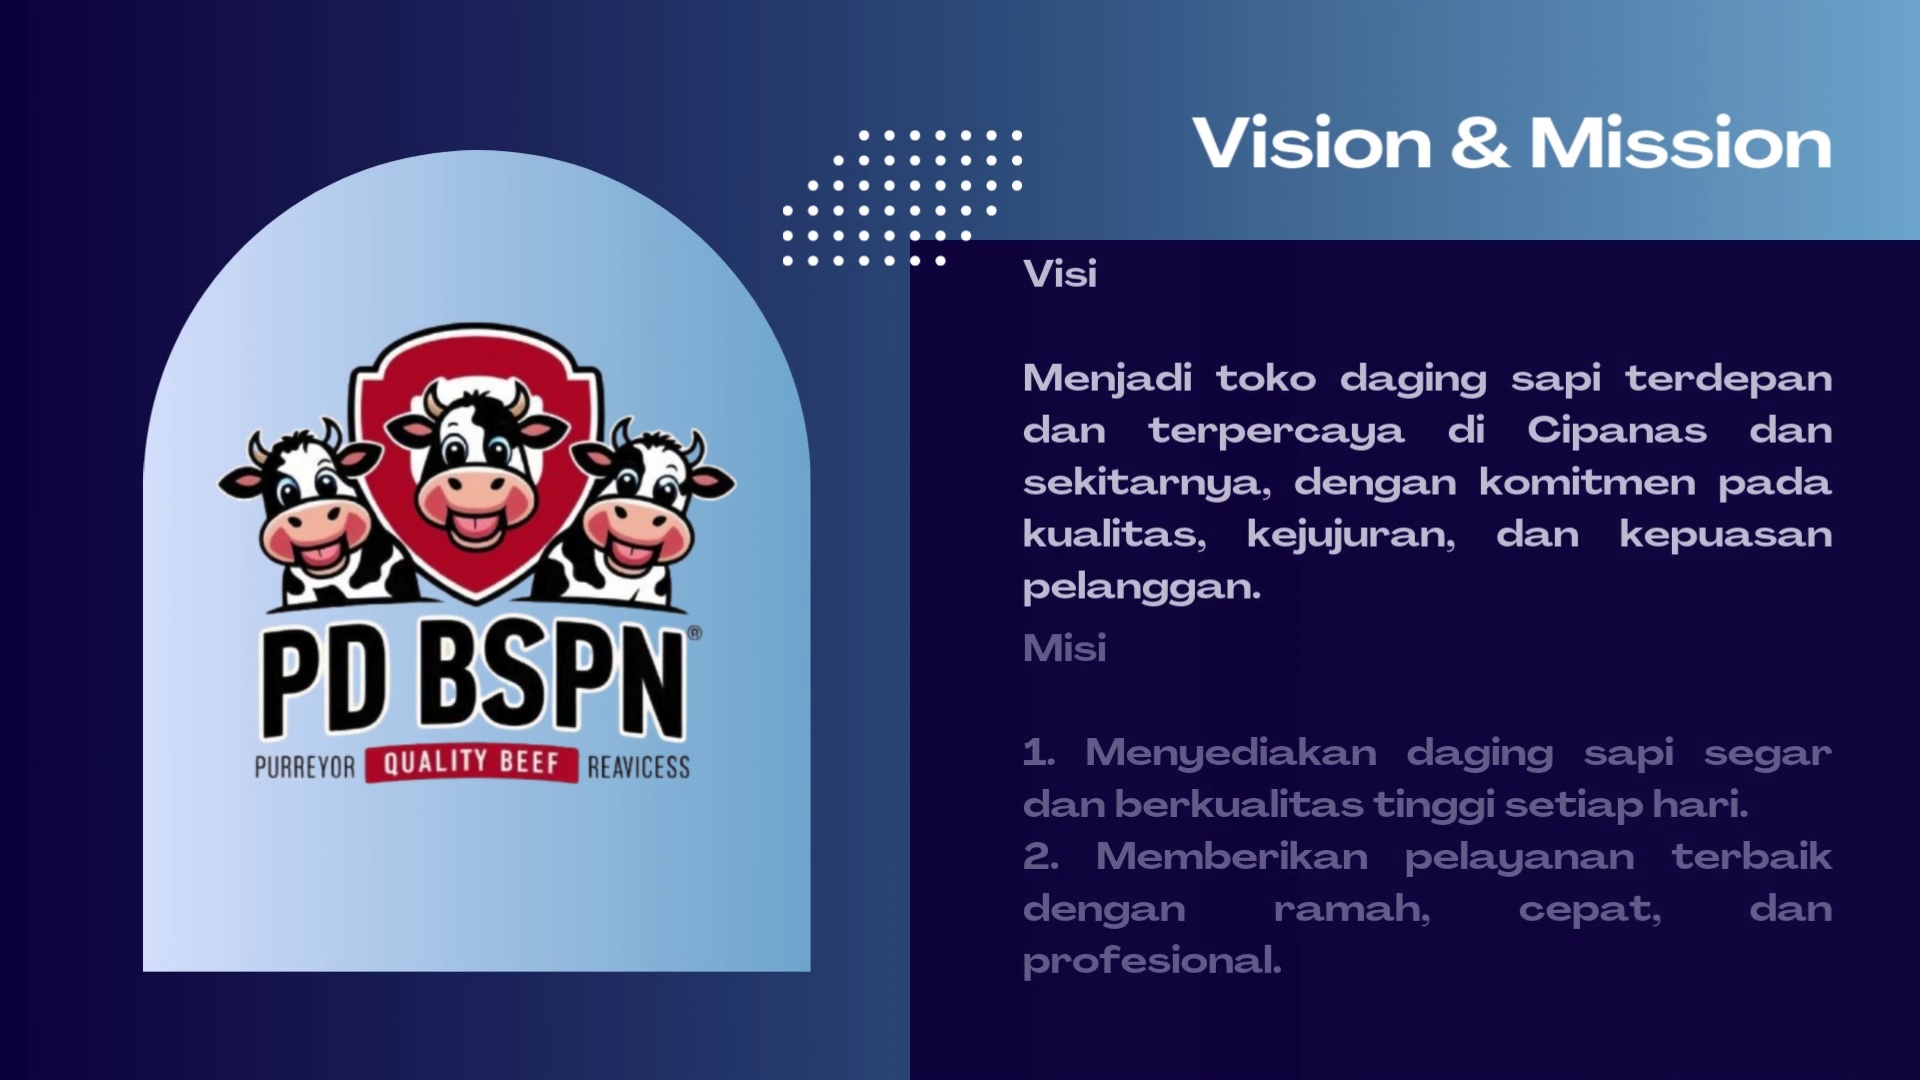 Vision & Mission
PD BSPN®
PURREYOR QUALITY BEEF REAVICESS
Visi
Menjadi toko daging sapi terdepan
dan terpercaya di Cipanas dan
sekitarnya, dengan komitmen pada
kualitas, kejujuran, dan kepuasan
pelanggan.
Misi
1. Menyediakan daging sapi segar
dan berkualitas tinggi setiap hari.
2. Memberikan pelayanan terbaik
dengan ramah, cepat, dan
profesional.